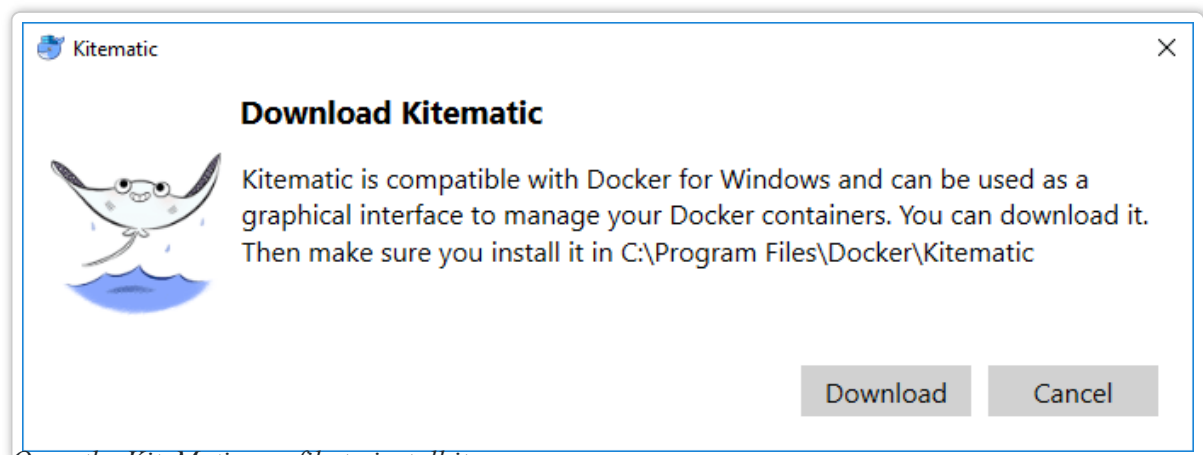 Kitematic
Download Kitematic
Kitematic is compatible with Docker for Windows and can be used as a
graphical interface to manage your Docker containers. You can download it.
Then make sure you install it in C:\Program Files\Docker\Kitematic
Download Cancel